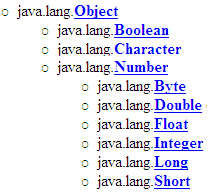 java.lang.Object
java.lang.Boolean
java.lang.Character
java.lang.Number
java.lang.Byte
java.lang.Double
java.lang.Float
java.lang.Integer
java.lang.Long
java.lang.Short